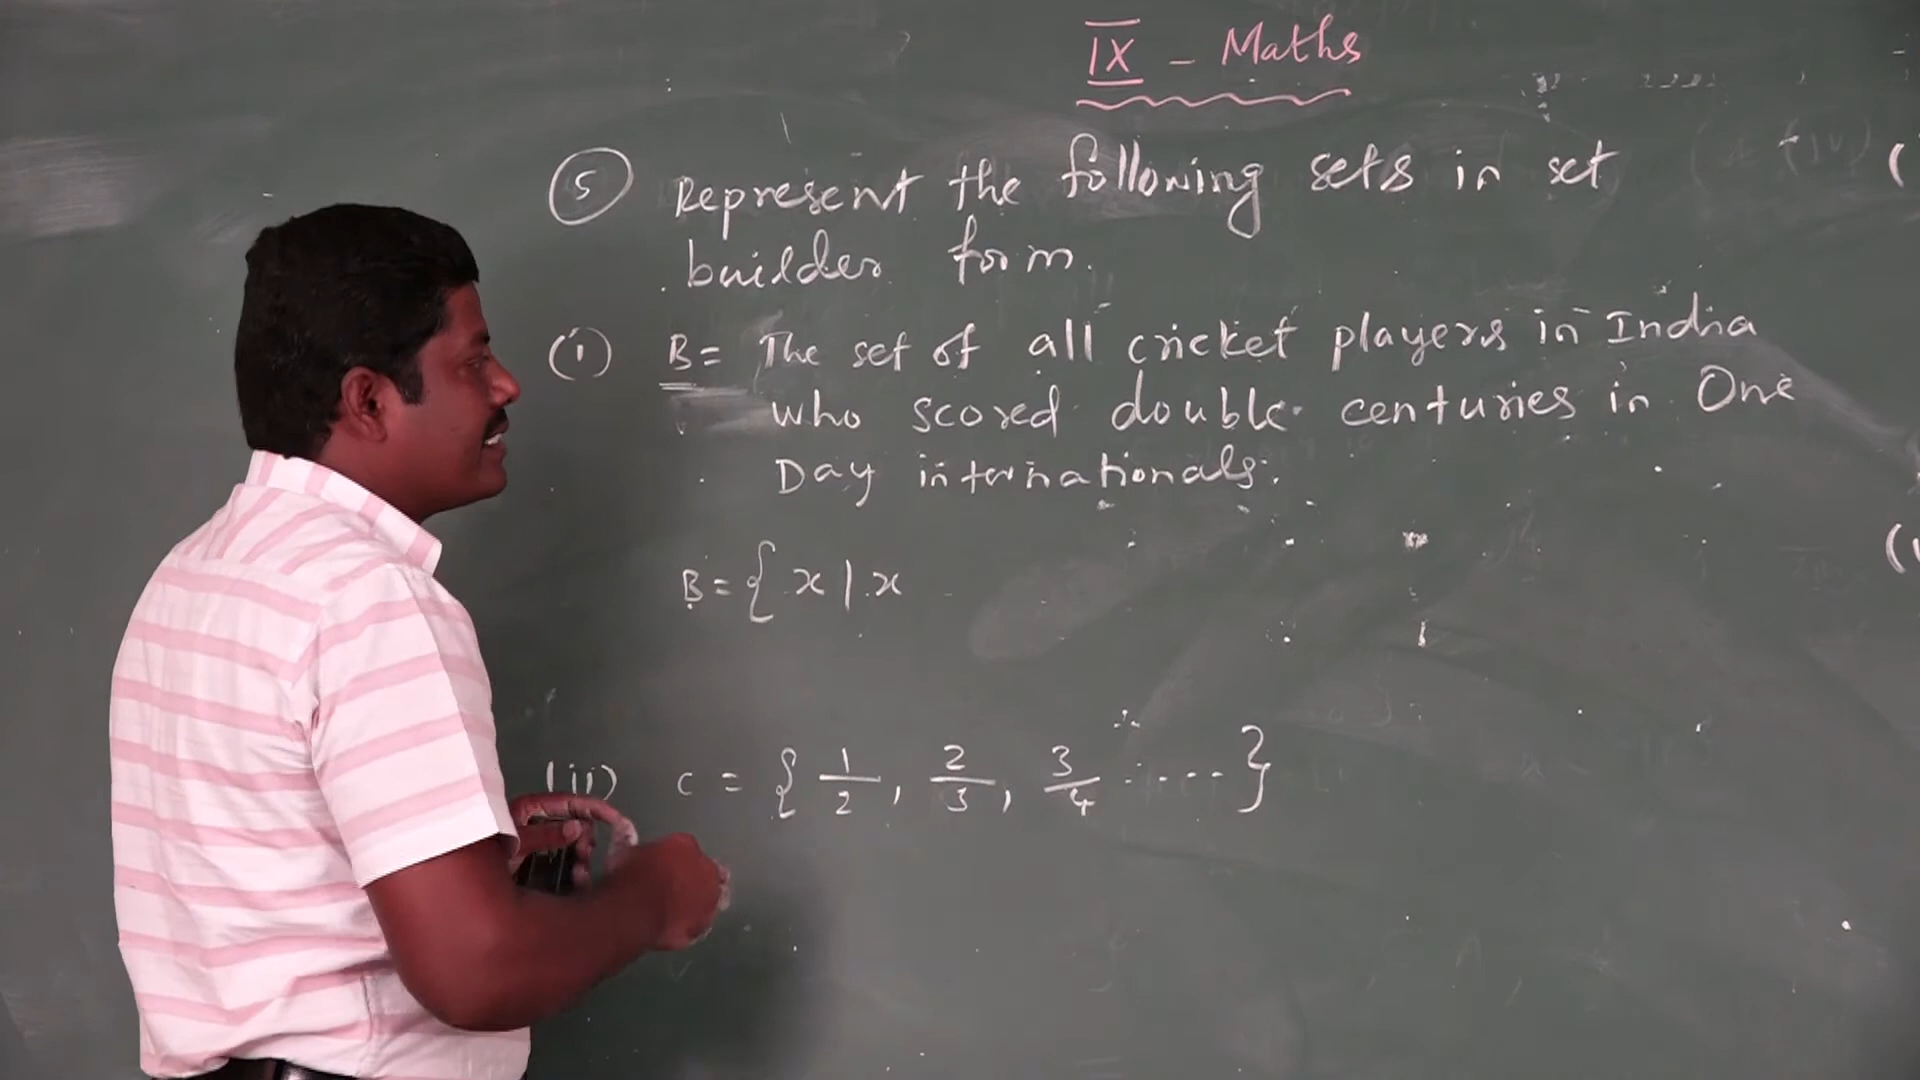 IX - Maths
5 Represent the following sets in set
builder form.
(i) B = The set of all cricket players in India
who scored double centuries in One
Day internationals.
B = { x | x
(ii) C = { 1/2, 2/3, 3/4 ..... }